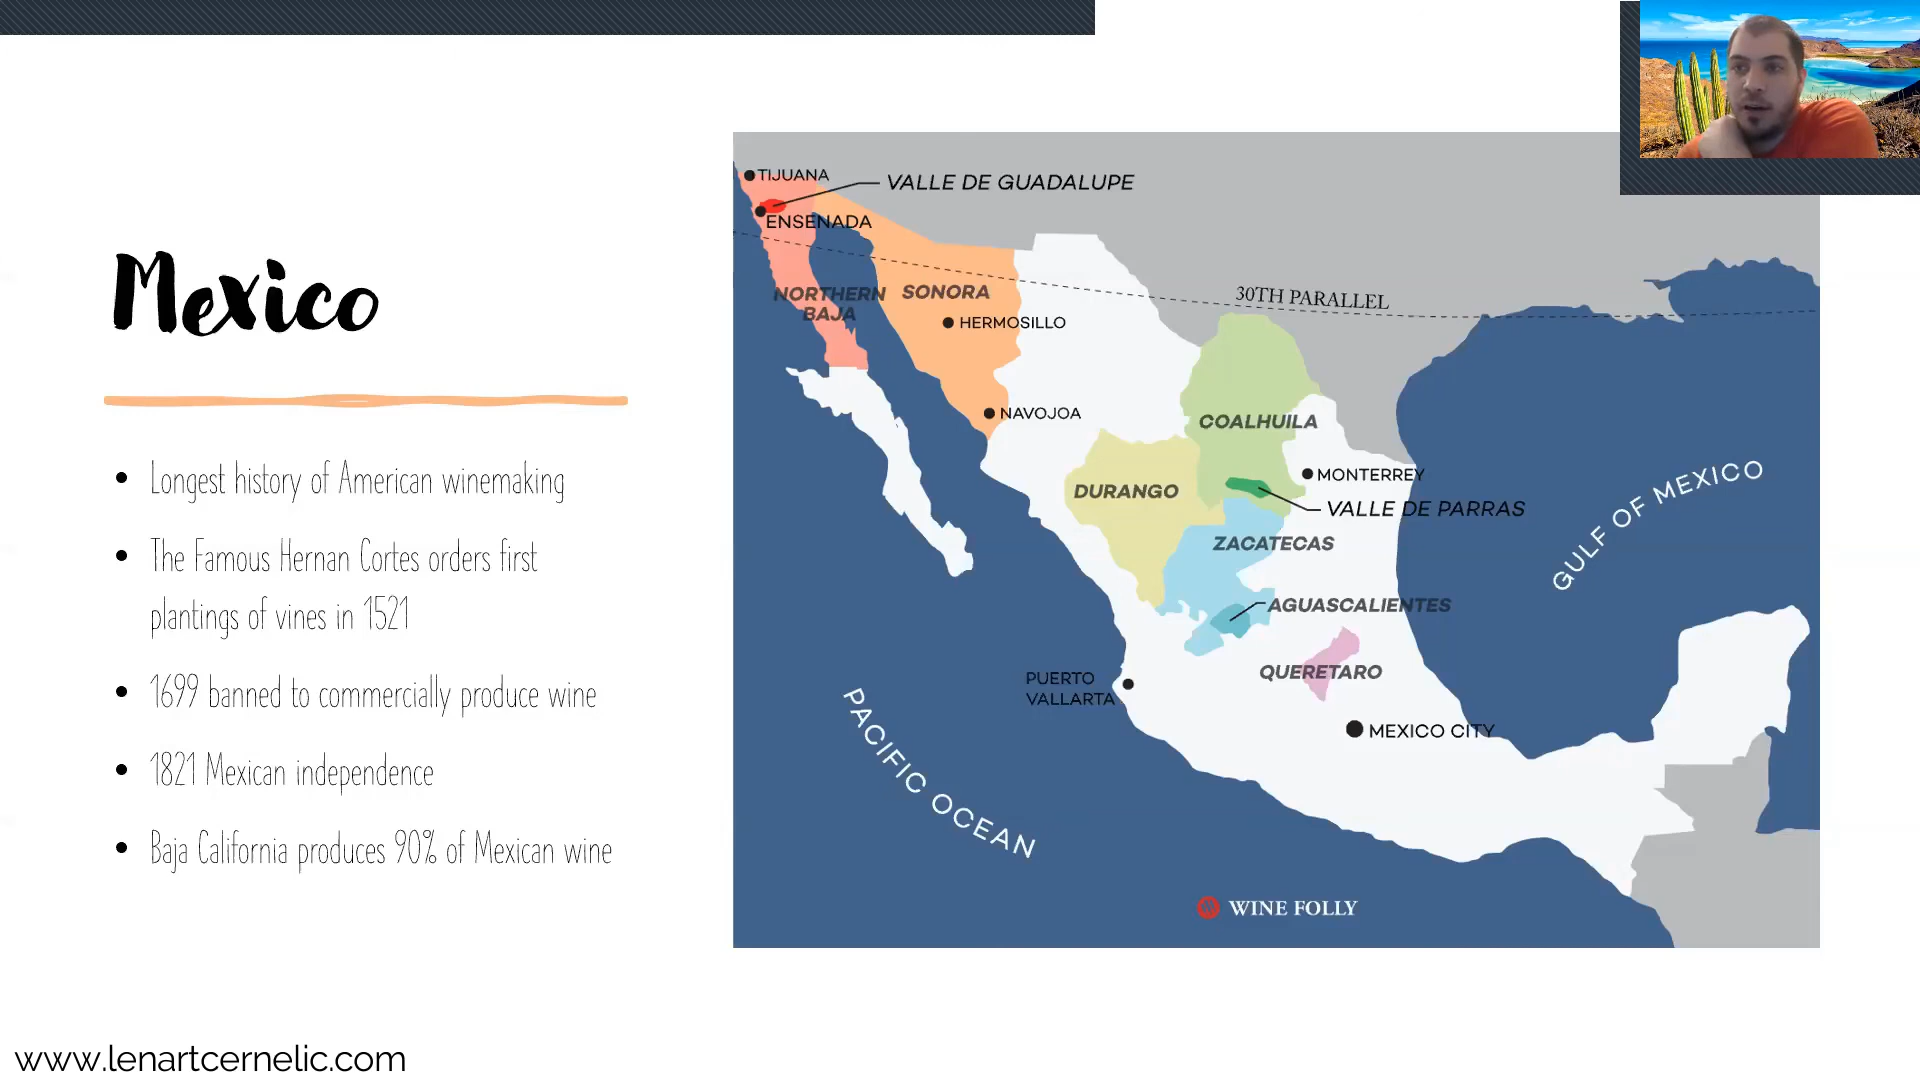 Mexico
• Longest history of American winemaking
• The Famous Hernan Cortes orders first
plantings of vines in 1521
• 1699 banned to commercially produce wine
• 1821 Mexican independence
• Baja California produces 90% of Mexican wine
TIJUANA
VALLE DE GUADALUPE
ENSENADA
NORTHERN
BAJA
SONORA
30TH PARALLEL
HERMOSILLO
NAVOJOA
COALHUILA
MONTERREY
DURANGO
VALLE DE PARRAS
ZACATECAS
AGUASCALIENTES
QUERETARO
PUERTO
VALLARTA
MEXICO CITY
GULF OF MEXICO
PACIFIC OCEAN
WINE FOLLY
www.lenartcernelic.com